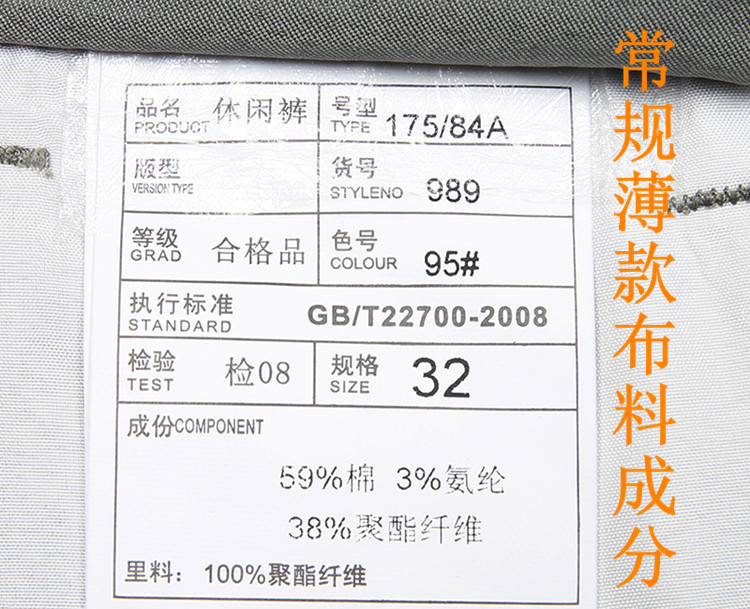 品名 休闲裤 号型
PRODUCT TYPE 175/84A
版型 货号
VERSION TYPE STYLENO 989
等级 合格品 色号
GRAD COLOUR 95#
执行标准
STANDARD GB/T22700-2008
检验 检08 规格
TEST SIZE 32
成份COMPONENT
59%棉 3%氨纶
38%聚酯纤维
里料：100%聚酯纤维
常规薄款布料成分